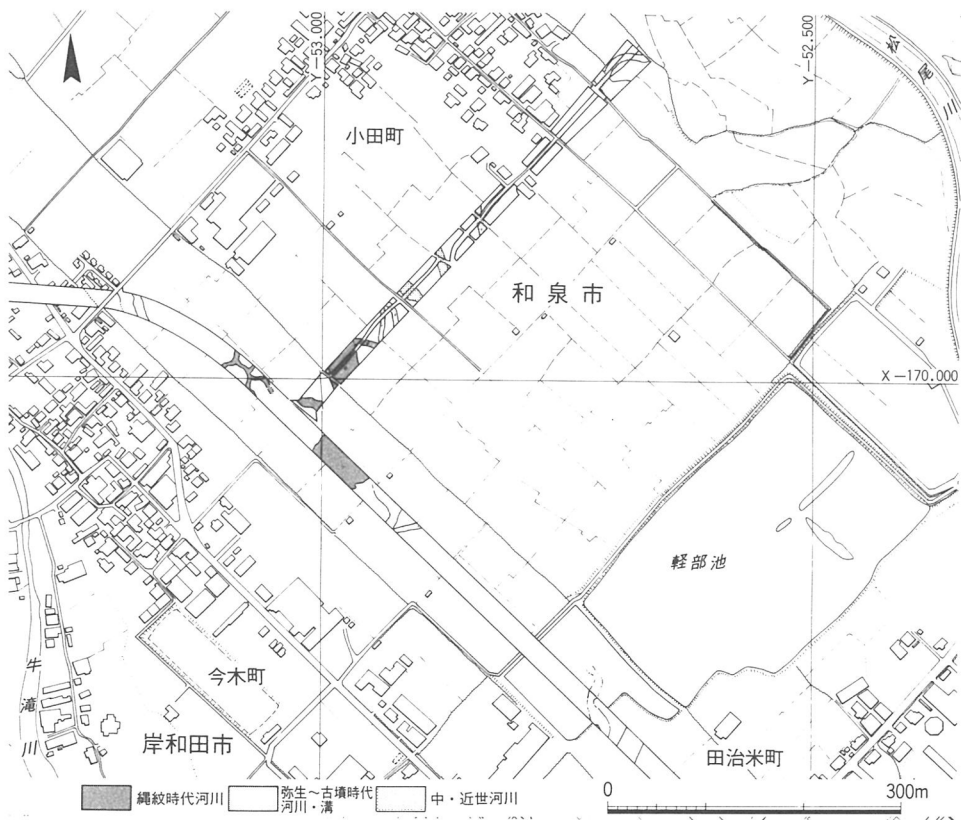 Y-53.000
Y-52.500
松尾川
小田町
和泉市
X-170.000
軽部池
今木町
牛滝川
岸和田市
田治米町
縄紋時代河川
弥生~古墳時代
河川・溝
中・近世河川
0
300m